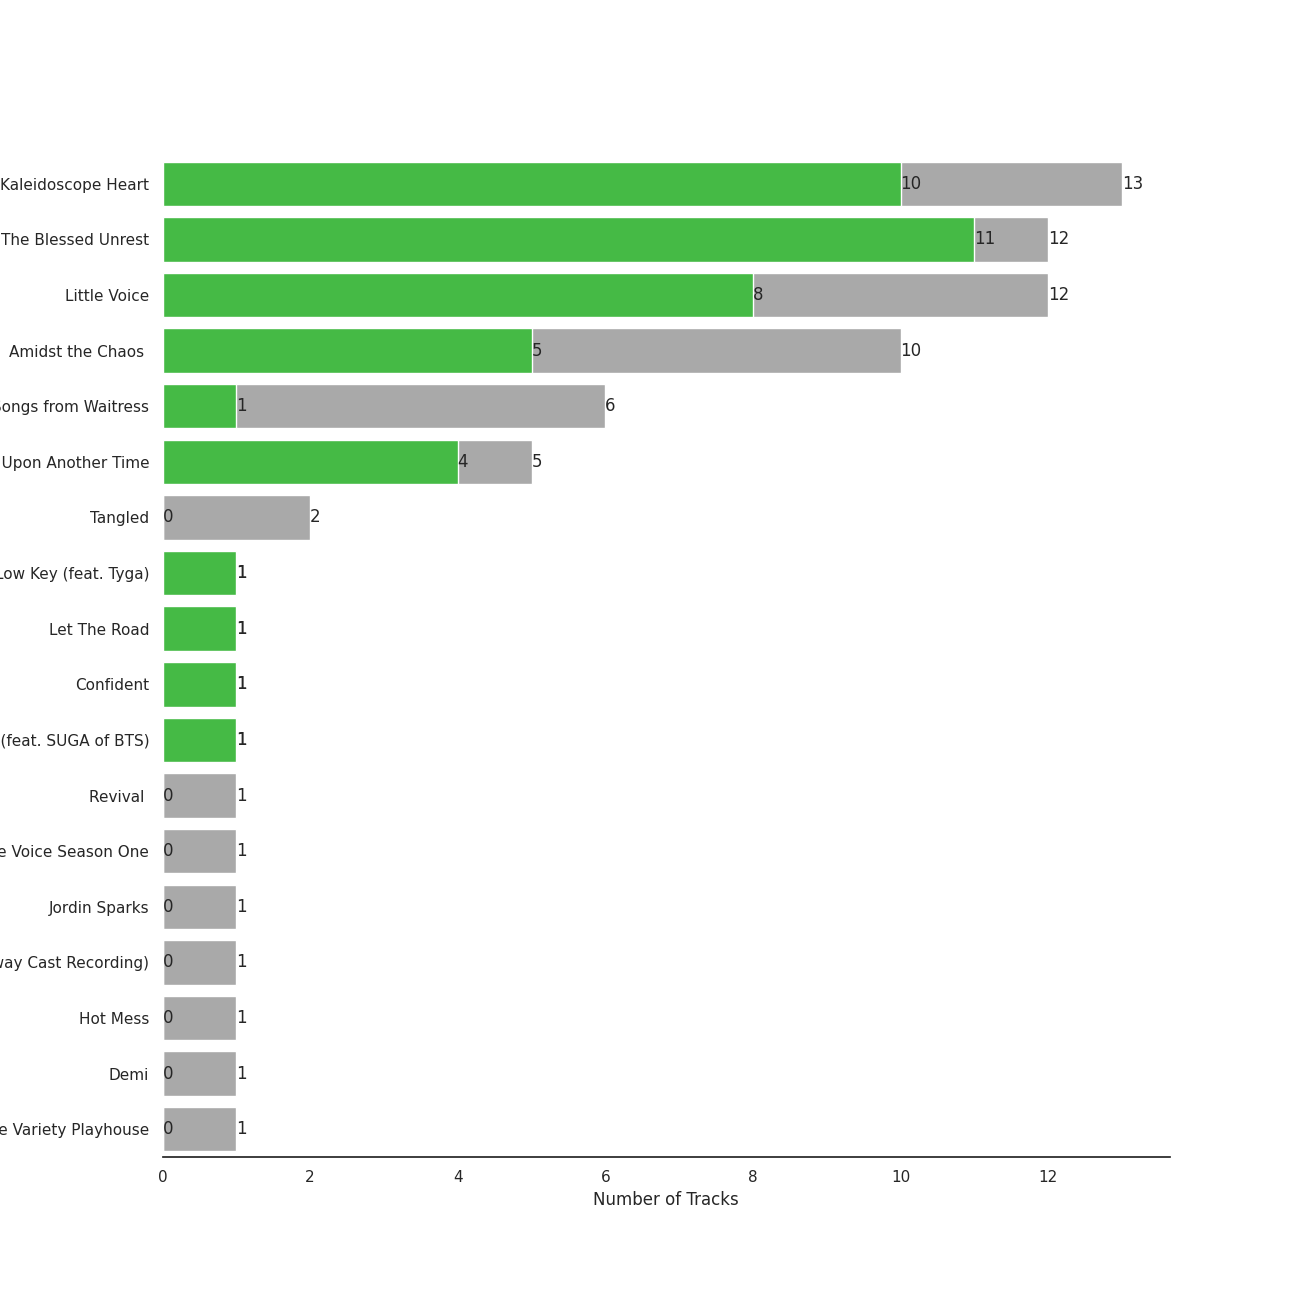 Kaleidoscope Heart 10 13
The Blessed Unrest 11 12
Little Voice 8 12
Amidst the Chaos 5 10
Songs from Waitress 1 6
Upon Another Time 4 5
Tangled 0 2
Low Key (feat. Tyga) 1
Let The Road 1
Confident 1
(feat. SUGA of BTS) 1
Revival 0 1
Voice Season One 0 1
Jordin Sparks 0 1
Cast Recording) 0 1
Hot Mess 0 1
Demi 0 1
Variety Playhouse 0 1
0 2 4 6 8 10 12
Number of Tracks